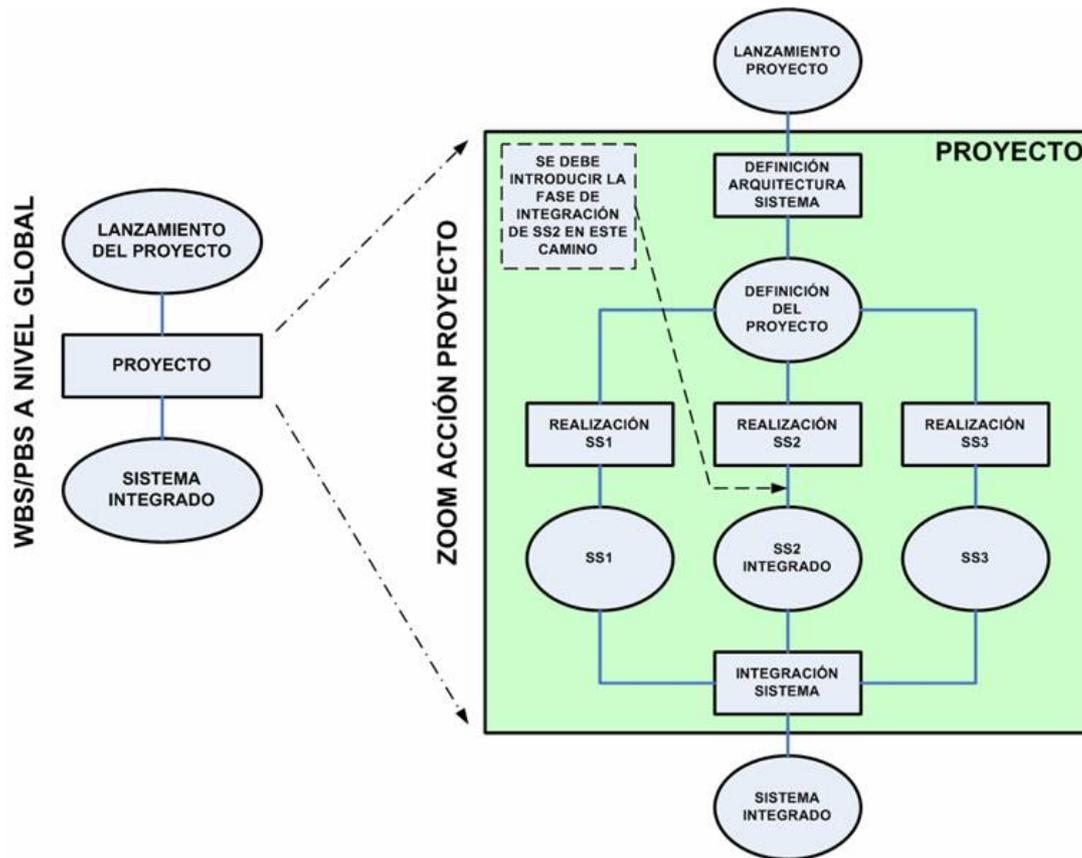 WBS/PBS A NIVEL GLOBAL
LANZAMIENTO
DEL PROYECTO
PROYECTO
SISTEMA
INTEGRADO
ZOOM ACCIÓN PROYECTO
LANZAMIENTO
PROYECTO
PROYECTO
SE DEBE
INTRODUCIR LA
FASE DE
INTEGRACIÓN
DE SS2 EN ESTE
CAMINO
DEFINICIÓN
ARQUITECTURA
SISTEMA
DEFINICIÓN
DEL
PROYECTO
REALIZACIÓN
SS1
REALIZACIÓN
SS2
REALIZACIÓN
SS3
SS1
SS2
INTEGRADO
SS3
INTEGRACIÓN
SISTEMA
SISTEMA
INTEGRADO